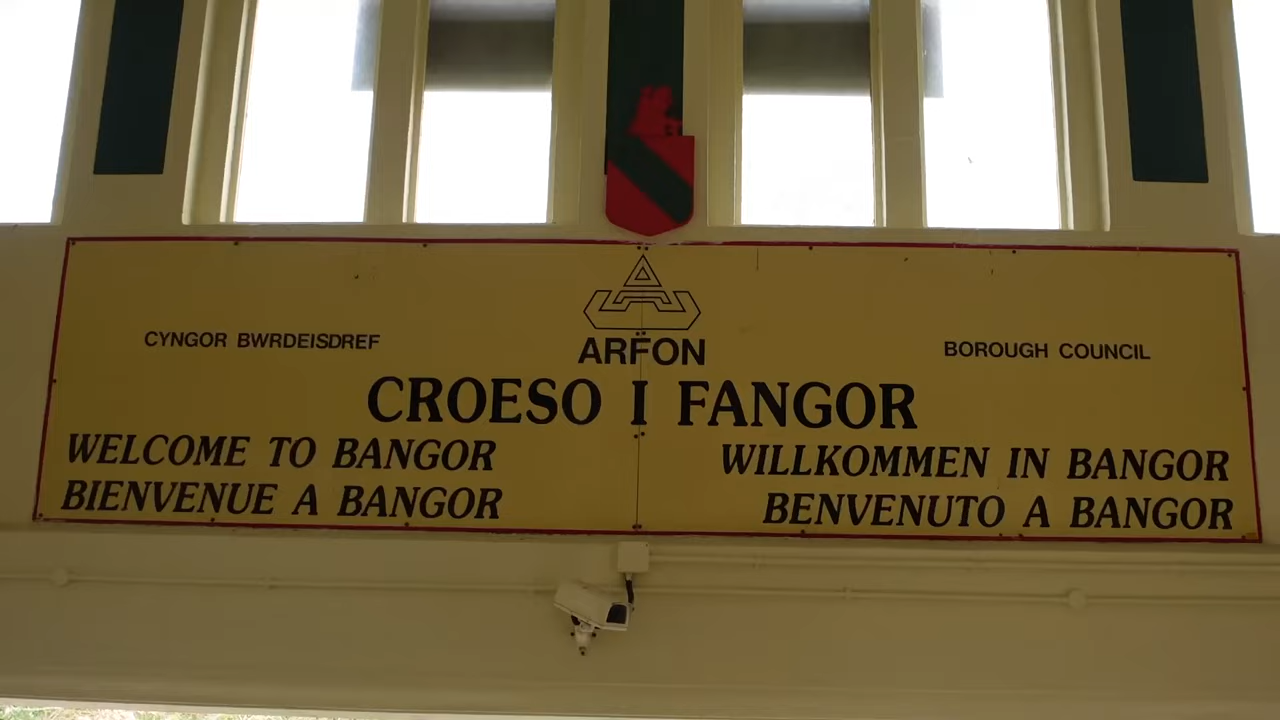 CYNGOR BWRDEISDREF
ARFON
BOROUGH COUNCIL
CROESO I FANGOR
WELCOME TO BANGOR
BIENVENUE A BANGOR
WILLKOMMEN IN BANGOR
BENVENUTO A BANGOR